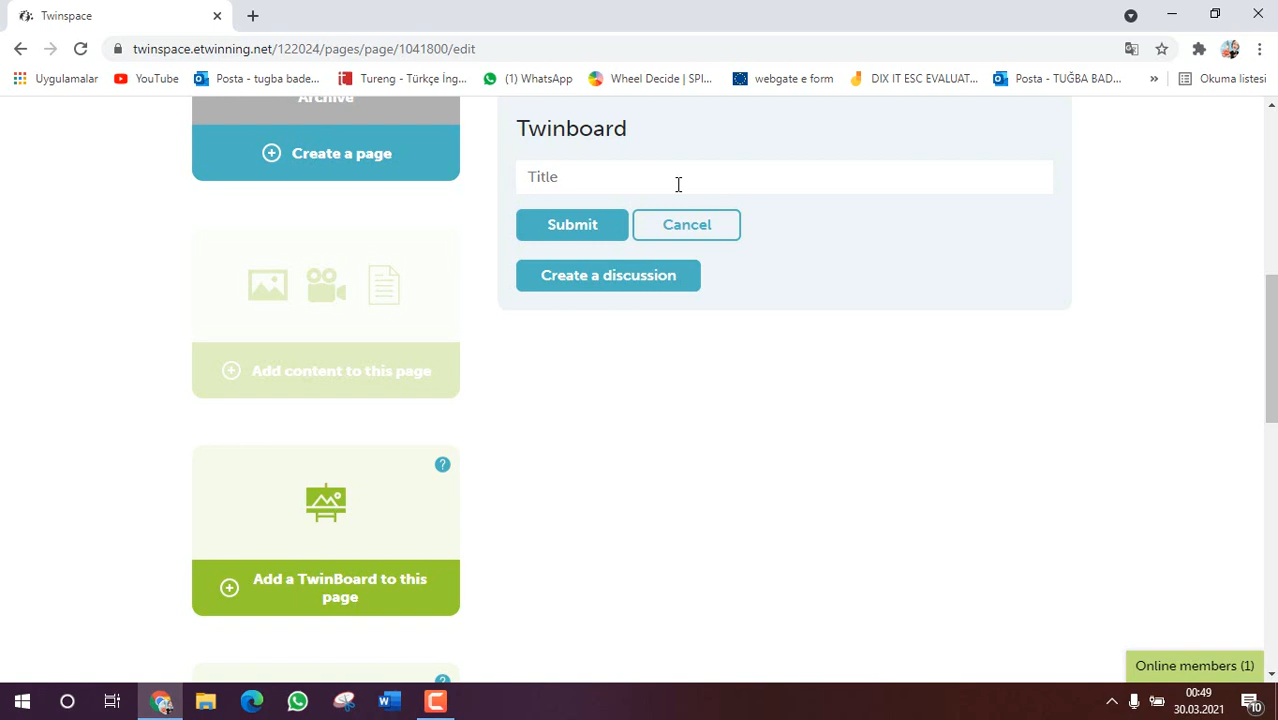 Twinspace
twinspace.etwinning.net/122024/pages/page/1041800/edit
Uygulamalar
YouTube
Posta - tugba bade...
Tureng - Türkçe İng...
(1) WhatsApp
Wheel Decide | SPI...
webgate e form
DIX IT ESC EVALUAT...
Posta - TUĞBA BAD...
»
Okuma listesi
Archive
Create a page
Add content to this page
?
Add a TwinBoard to this
page
?
Twinboard
Title
Submit
Cancel
Create a discussion
Online members (1)
00:49
30.03.2021
10